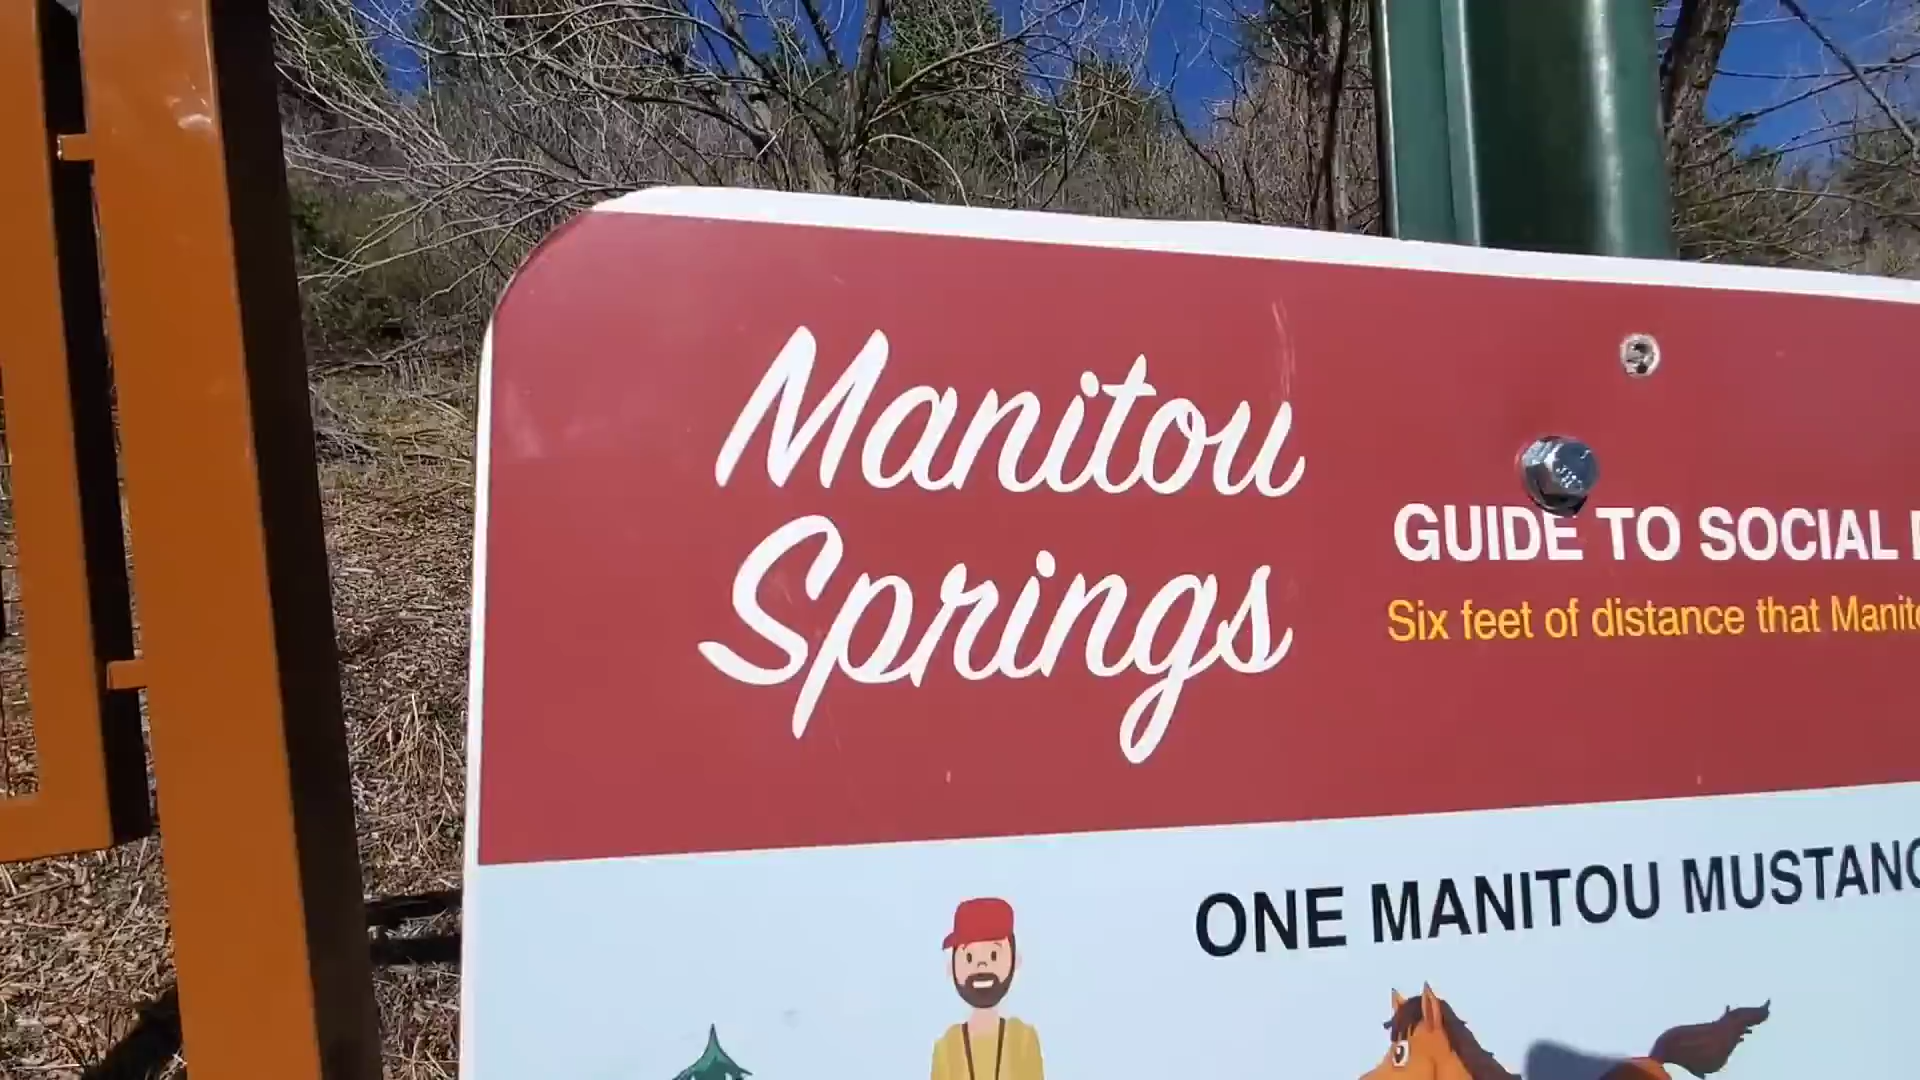 Manitou
Springs
GUIDE TO SOCIAL
Six feet of distance that
ONE MANITOU